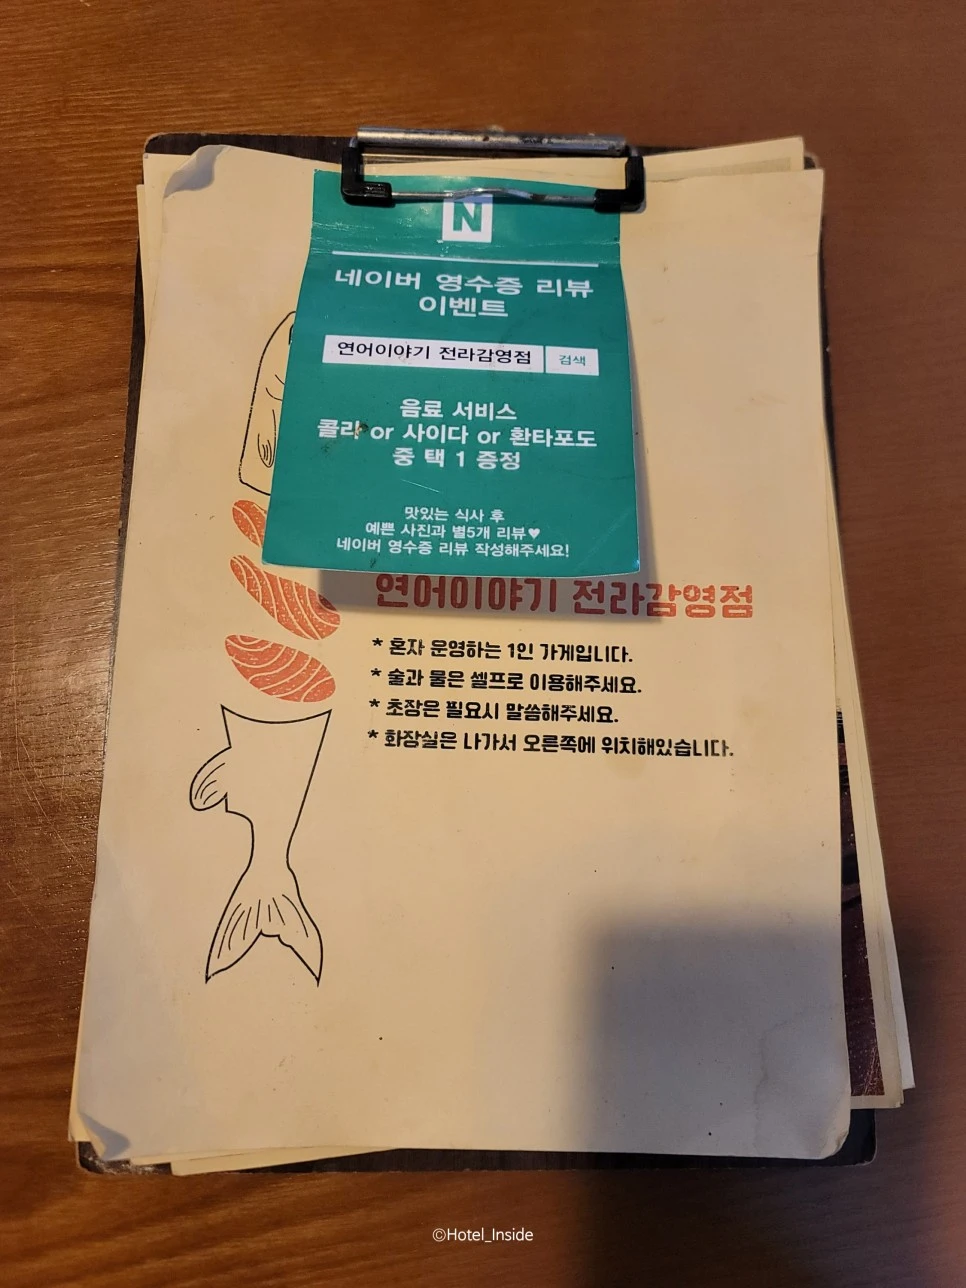 N
네이버 영수증 리뷰
이벤트
연어이야기 전라감영점 검색
음료 서비스
콜라 or 사이다 or 환타포도
중 택 1 증정
맛있는 식사 후
예쁜 사진과 별5개 리뷰♥
네이버 영수증 리뷰 작성해주세요!
연어이야기 전라감영점
* 혼자 운영하는 1인 가게입니다.
* 술과 물은 셀프로 이용해주세요.
* 초장은 필요시 말씀해주세요.
* 화장실은 나가서 오른쪽에 위치해있습니다.
©Hotel_Inside